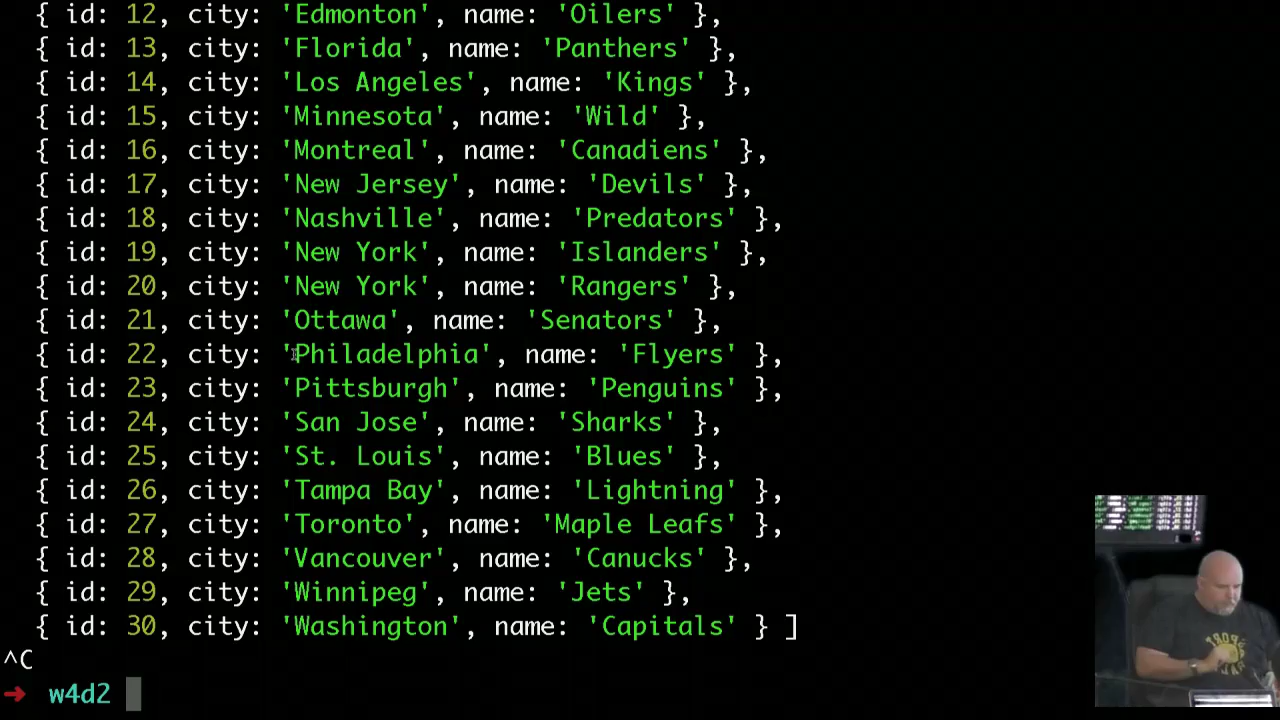 { id: 12, city: 'Edmonton', name: 'Oilers' },
{ id: 13, city: 'Florida', name: 'Panthers' },
{ id: 14, city: 'Los Angeles', name: 'Kings' },
{ id: 15, city: 'Minnesota', name: 'Wild' },
{ id: 16, city: 'Montreal', name: 'Canadiens' },
{ id: 17, city: 'New Jersey', name: 'Devils' },
{ id: 18, city: 'Nashville', name: 'Predators' },
{ id: 19, city: 'New York', name: 'Islanders' },
{ id: 20, city: 'New York', name: 'Rangers' },
{ id: 21, city: 'Ottawa', name: 'Senators' },
{ id: 22, city: 'Philadelphia', name: 'Flyers' },
{ id: 23, city: 'Pittsburgh', name: 'Penguins' },
{ id: 24, city: 'San Jose', name: 'Sharks' },
{ id: 25, city: 'St. Louis', name: 'Blues' },
{ id: 26, city: 'Tampa Bay', name: 'Lightning' },
{ id: 27, city: 'Toronto', name: 'Maple Leafs' },
{ id: 28, city: 'Vancouver', name: 'Canucks' },
{ id: 29, city: 'Winnipeg', name: 'Jets' },
{ id: 30, city: 'Washington', name: 'Capitals' } ]
^C
➜ w4d2